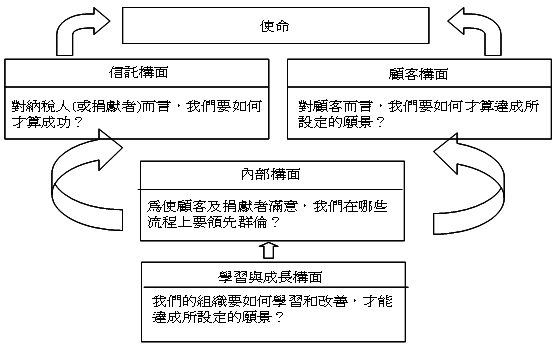 使命
信託構面
對納稅人(或捐獻者)而言，我們要如何
才算成功？
顧客構面
對顧客而言，我們要如何才算達成所
設定的願景？
內部構面
為使顧客及捐獻者滿意，我們在哪些
流程上要領先群倫？
學習與成長構面
我們的組織要如何學習和改善，才能
達成所設定的願景？